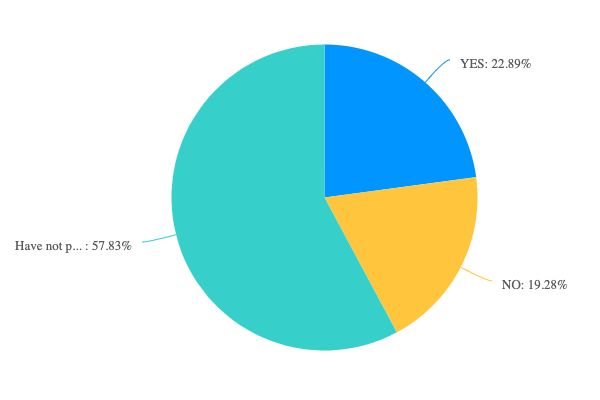 YES: 22.89%
Have not p... : 57.83%
NO: 19.28%